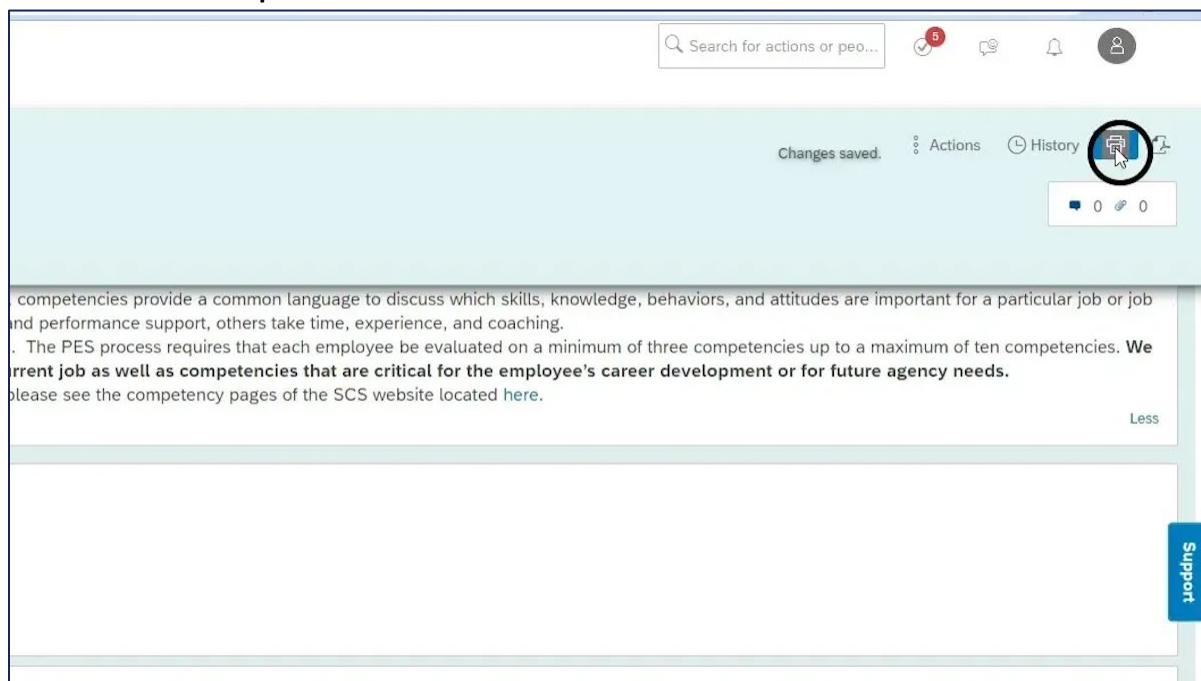 Search for actions or peo...
5
Changes saved.
Actions
History
0 0
competencies provide a common language to discuss which skills, knowledge, behaviors, and attitudes are important for a particular job or job
and performance support, others take time, experience, and coaching.
. The PES process requires that each employee be evaluated on a minimum of three competencies up to a maximum of ten competencies. We
rrent job as well as competencies that are critical for the employee's career development or for future agency needs.
please see the competency pages of the SCS website located here.
Less
Support